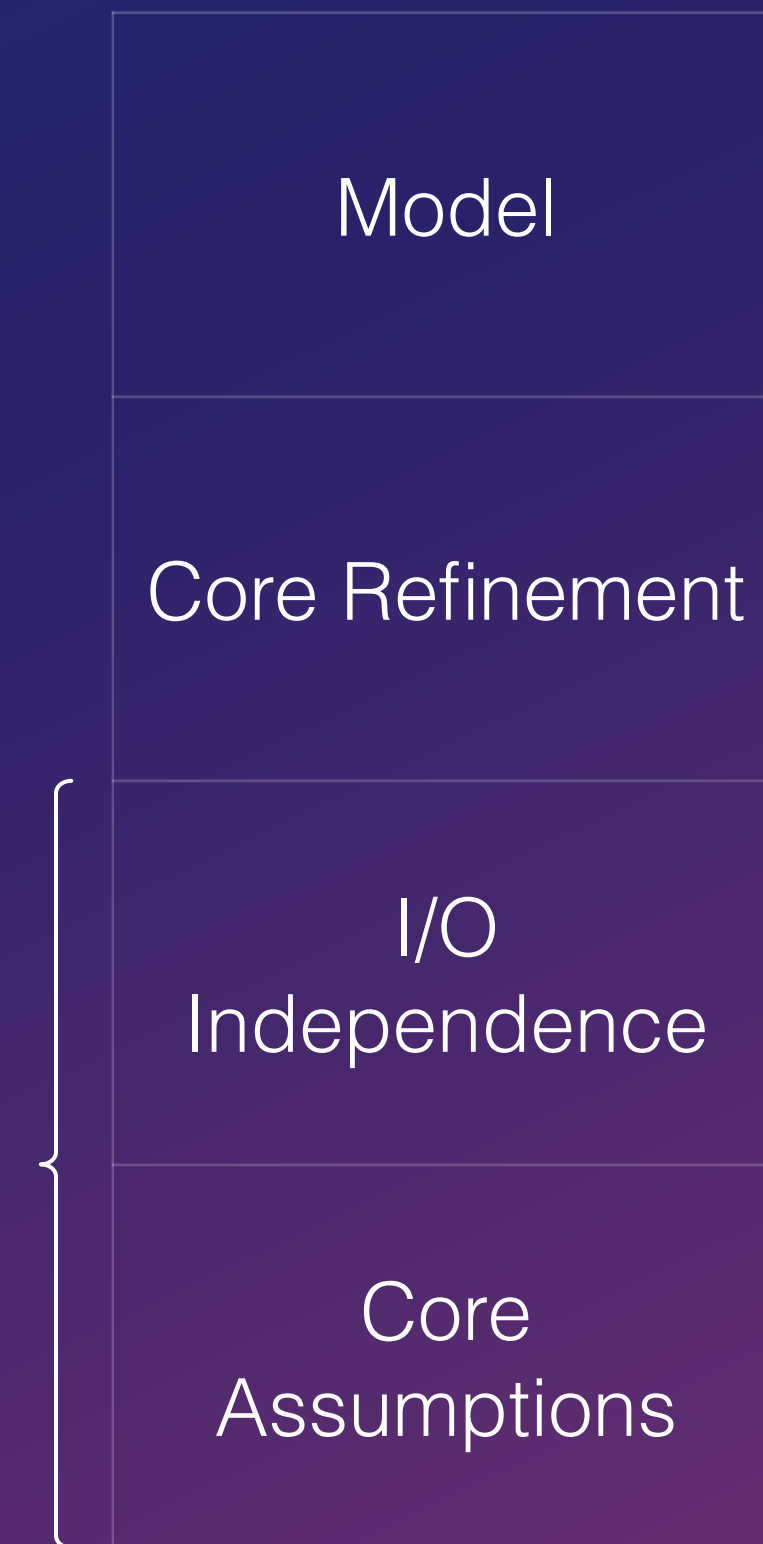 Model
Core Refinement
I/O
Independence
Core
Assumptions